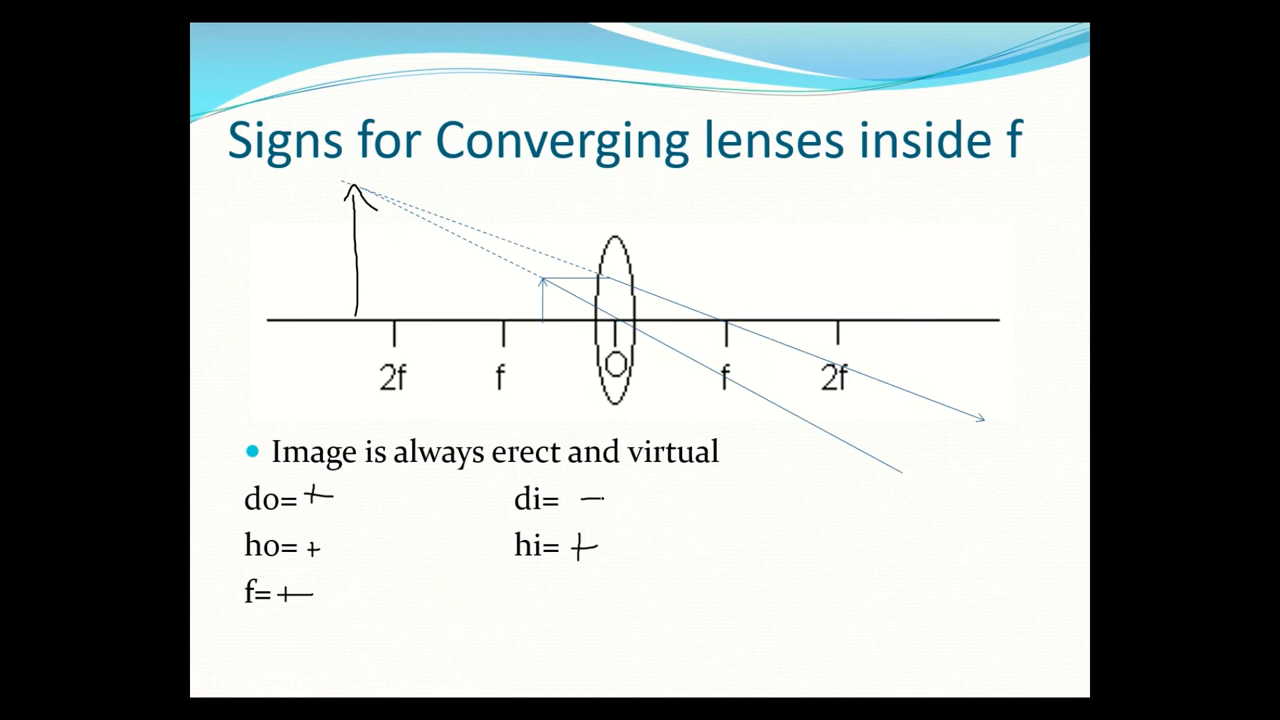 Signs for Converging lenses inside f
2f f O f 2f
Image is always erect and virtual
do= + di= −
ho= + hi= +
f= +